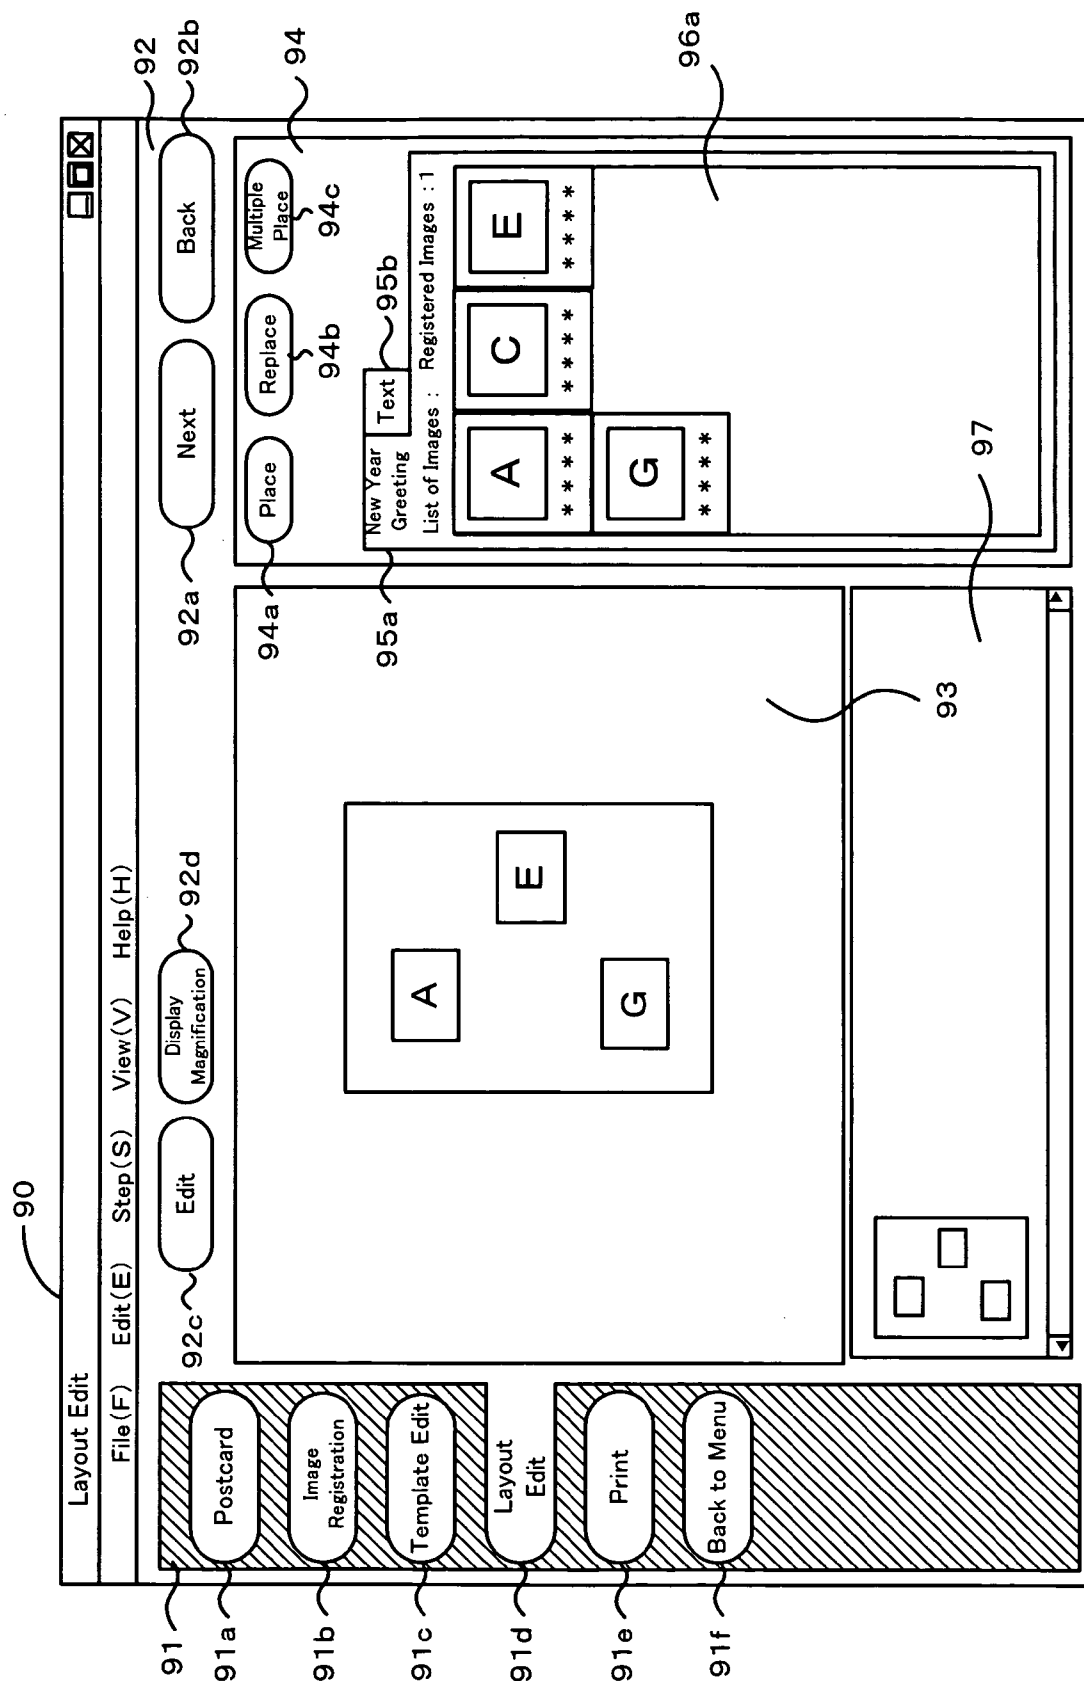 90
Layout Edit
File(F) Edit(E) Step(S) View(V) Help(H)
92
92c
Edit
Display
Magnification
92d
92a
Next
Back
92b
91
91a
Postcard
91b
Image
Registration
91c
Template Edit
91d
Layout
Edit
91e
Print
91f
Back to Menu
A
E
G
93
94
94a
Place
Replace
94b
Multiple
Place
94c
95a
New Year
Greeting
Text
95b
List of Images : Registered Images : 1
A
****
C
****
E
****
G
****
96a
97